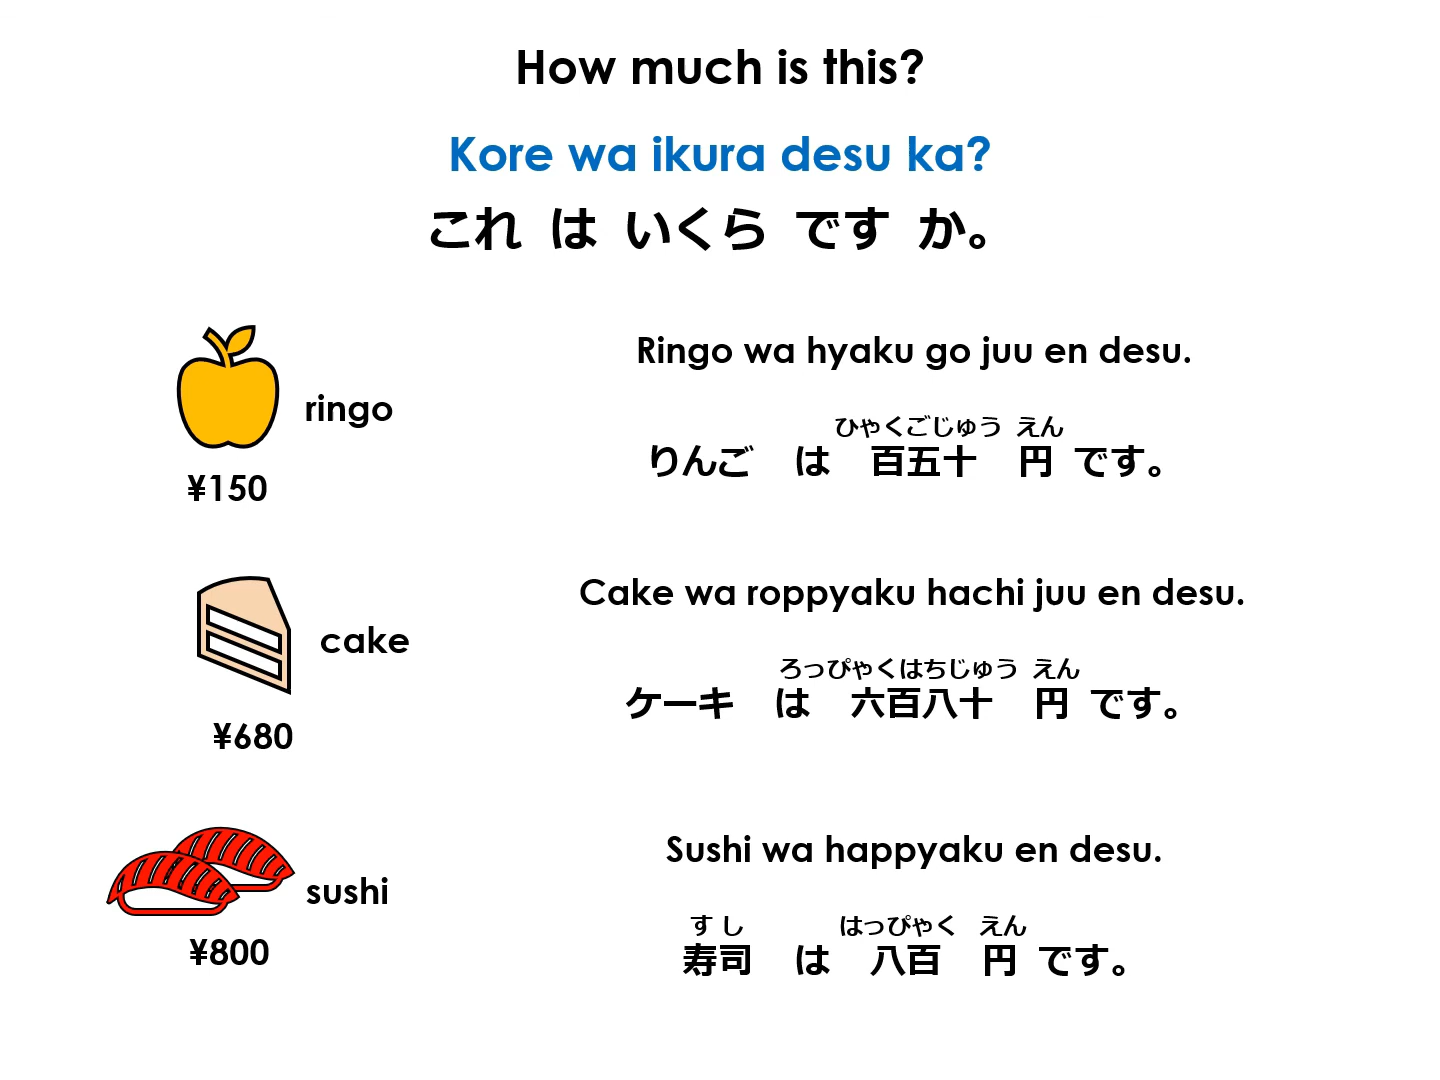 How much is this?
Kore wa ikura desu ka?
これ は いくら です か。
ringo
¥150
Ringo wa hyaku go juu en desu.
ひゃくごじゅう えん
りんご は 百五十 円 です。
cake
¥680
Cake wa roppyaku hachi juu en desu.
ろっぴゃくはちじゅう えん
ケーキ は 六百八十 円 です。
sushi
¥800
Sushi wa happyaku en desu.
すし はっぴゃく えん
寿司 は 八百 円 です。